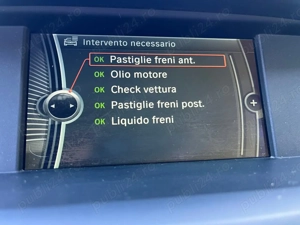 Intervento necessario
OK Pastiglie freni ant.
OK Olio motore
OK Check vettura
OK Pastiglie freni post.
OK Liquido freni